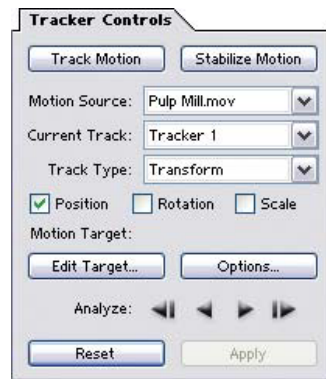 Tracker Controls
Track Motion Stabilize Motion
Motion Source: Pulp Mill.mov
Current Track: Tracker 1
Track Type: Transform
Position Rotation Scale
Motion Target:
Edit Target... Options...
Analyze:
Reset Apply